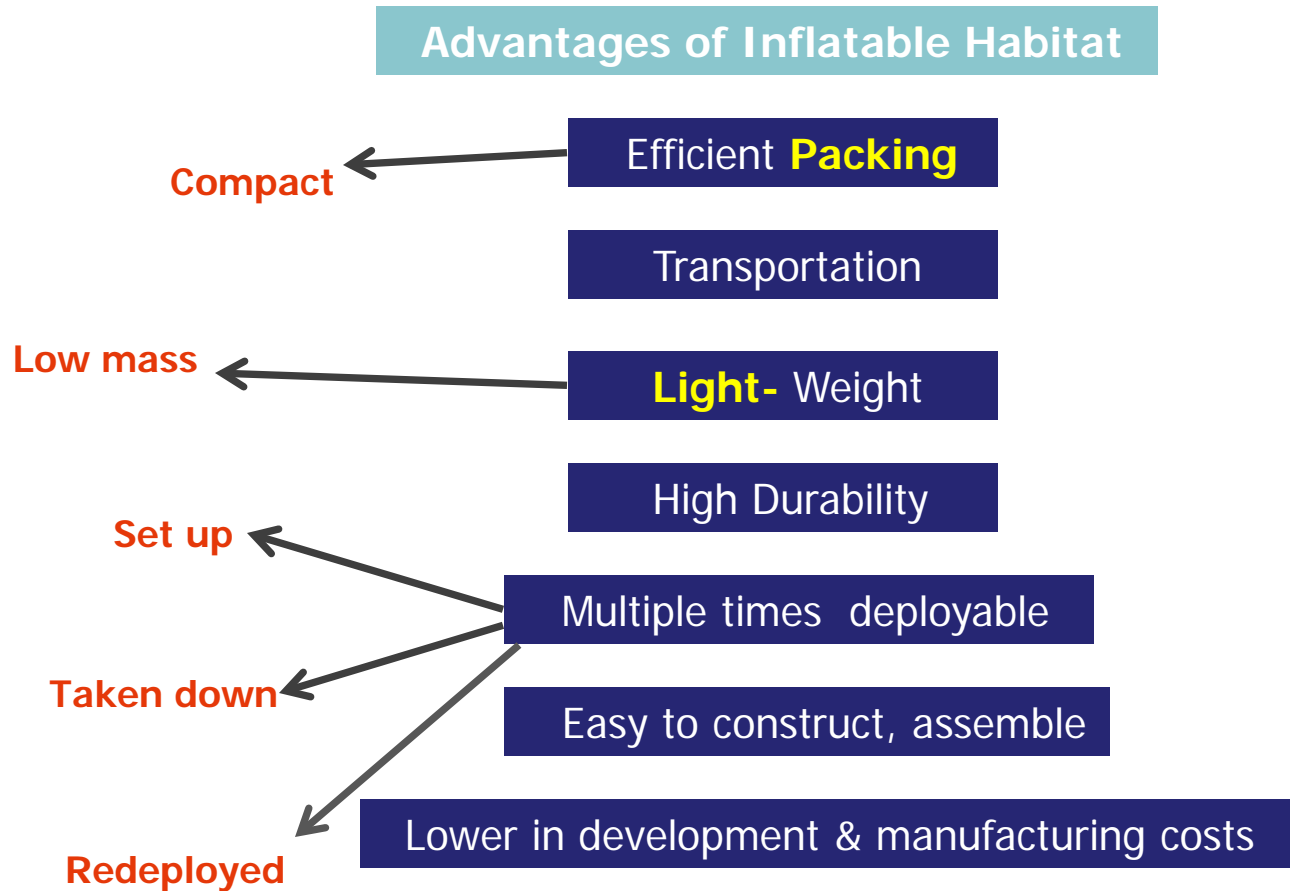 Advantages of Inflatable Habitat
Efficient Packing
Compact
Transportation
Low mass
Light- Weight
High Durability
Set up
Multiple times  deployable
Taken down
Easy to construct, assemble
Lower in development & manufacturing costs
Redeployed